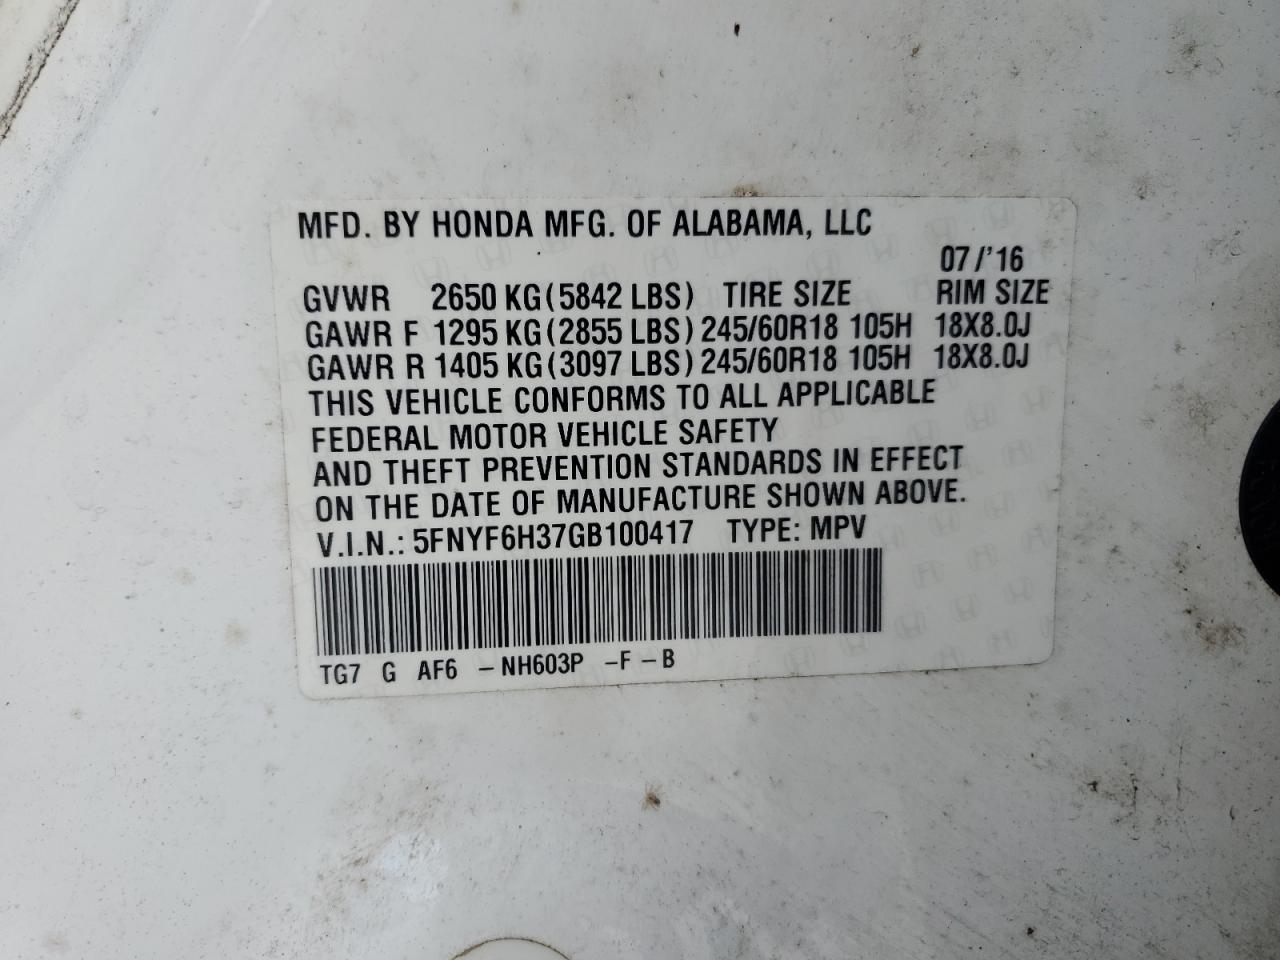 MFD. BY HONDA MFG. OF ALABAMA, LLC
07/'16
GVWR 2650 KG(5842 LBS) TIRE SIZE RIM SIZE
GAWR F 1295 KG(2855 LBS) 245/60R18 105H 18X8.0J
GAWR R 1405 KG(3097 LBS) 245/60R18 105H 18X8.0J
THIS VEHICLE CONFORMS TO ALL APPLICABLE
FEDERAL MOTOR VEHICLE SAFETY
AND THEFT PREVENTION STANDARDS IN EFFECT
ON THE DATE OF MANUFACTURE SHOWN ABOVE.
V.I.N.: 5FNYF6H37GB100417 TYPE: MPV
TG7 G AF6 -NH603P -F-B